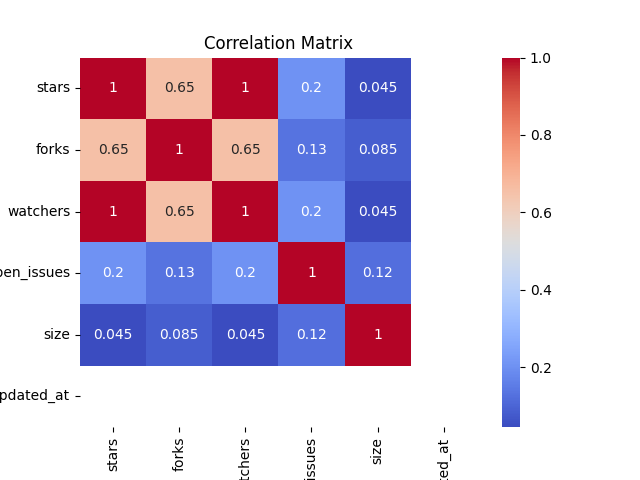 Correlation Matrix
stars 1 0.65 1 0.2 0.045
forks 0.65 1 0.65 0.13 0.085
watchers 1 0.65 1 0.2 0.045
pen_issues 0.2 0.13 0.2 1 0.12
size 0.045 0.085 0.045 0.12 1
pdated_at
stars forks tchers issues size ted_at
1.0
0.8
0.6
0.4
0.2